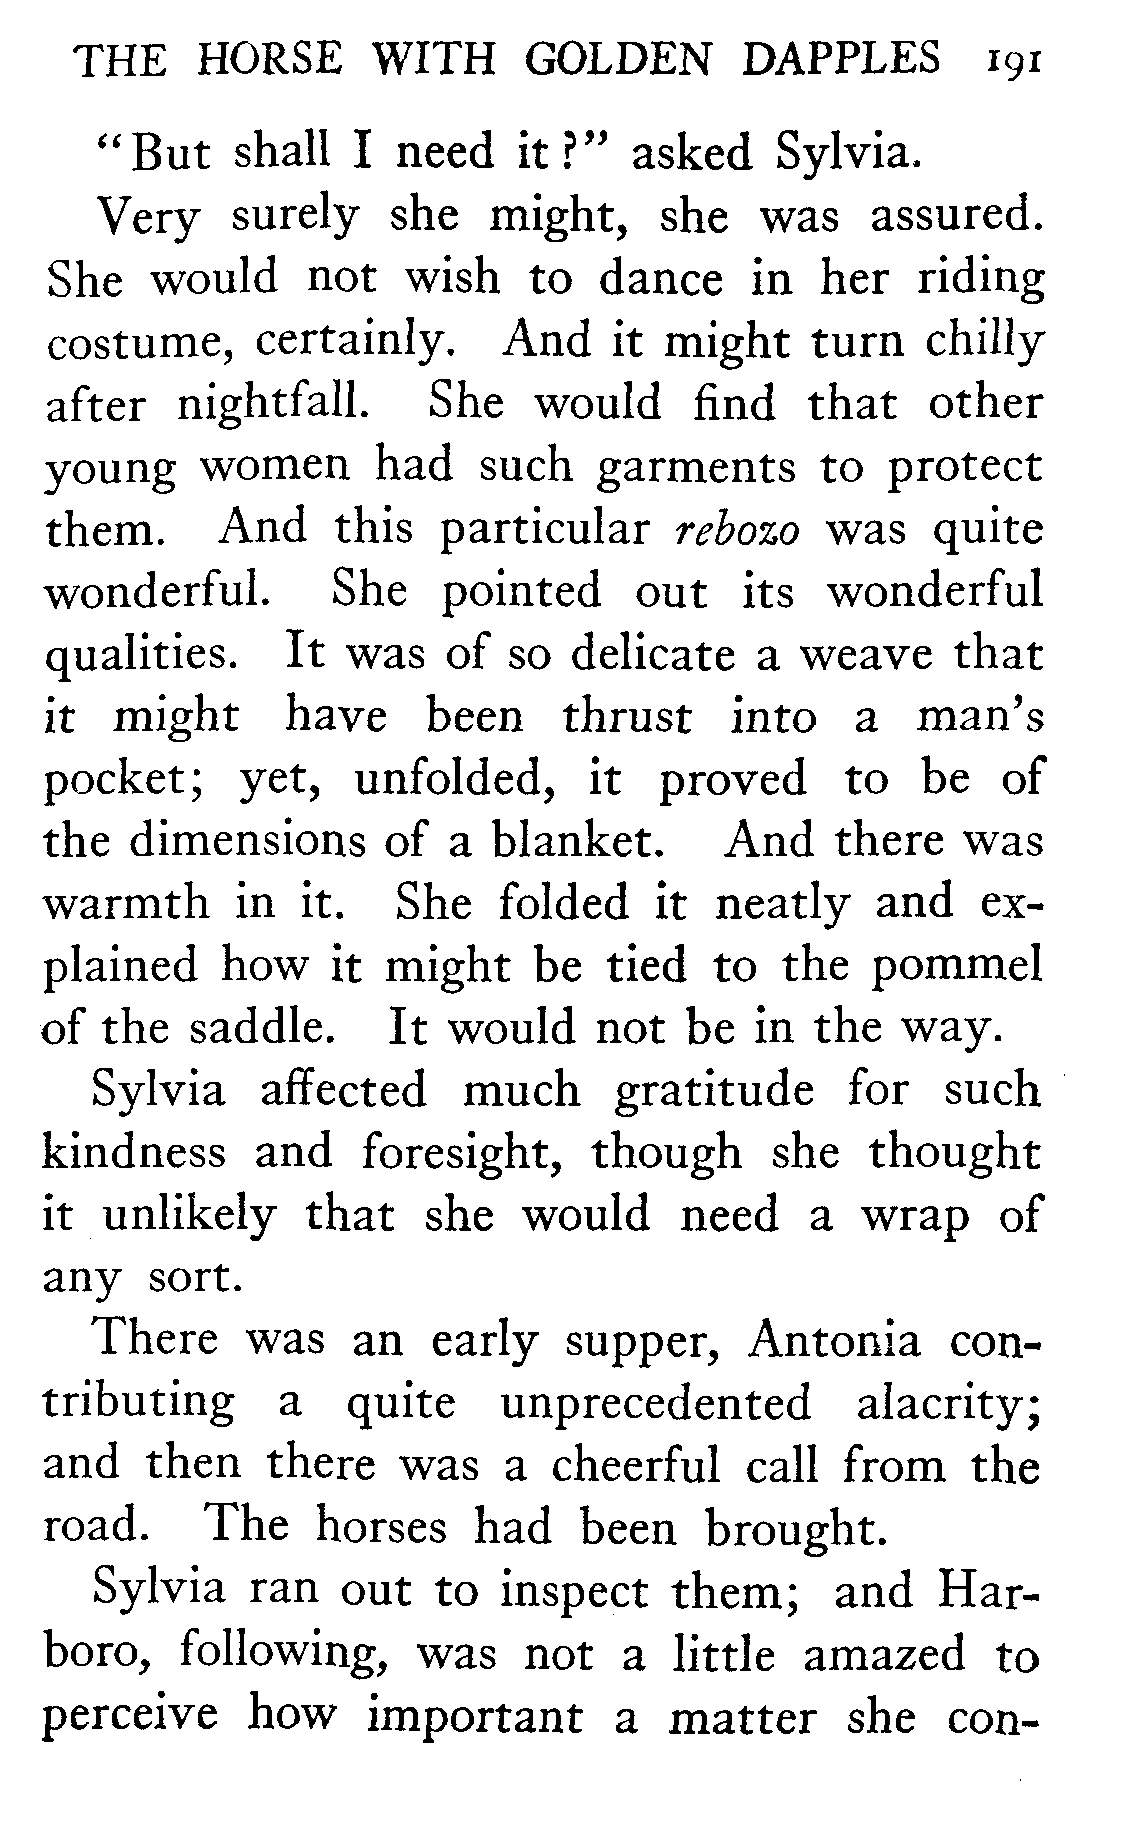 THE HORSE WITH GOLDEN DAPPLES 191
"But shall I need it?" asked Sylvia.
Very surely she might, she was assured.
She would not wish to dance in her riding
costume, certainly. And it might turn chilly
after nightfall. She would find that other
young women had such garments to protect
them. And this particular rebozo was quite
wonderful. She pointed out its wonderful
qualities. It was of so delicate a weave that
it might have been thrust into a man's
pocket; yet, unfolded, it proved to be of
the dimensions of a blanket. And there was
warmth in it. She folded it neatly and ex-
plained how it might be tied to the pommel
of the saddle. It would not be in the way.
Sylvia affected much gratitude for such
kindness and foresight, though she thought
it unlikely that she would need a wrap of
any sort.
There was an early supper, Antonia con-
tributing a quite unprecedented alacrity;
and then there was a cheerful call from the
road. The horses had been brought.
Sylvia ran out to inspect them; and Har-
boro, following, was not a little amazed to
perceive how important a matter she con-